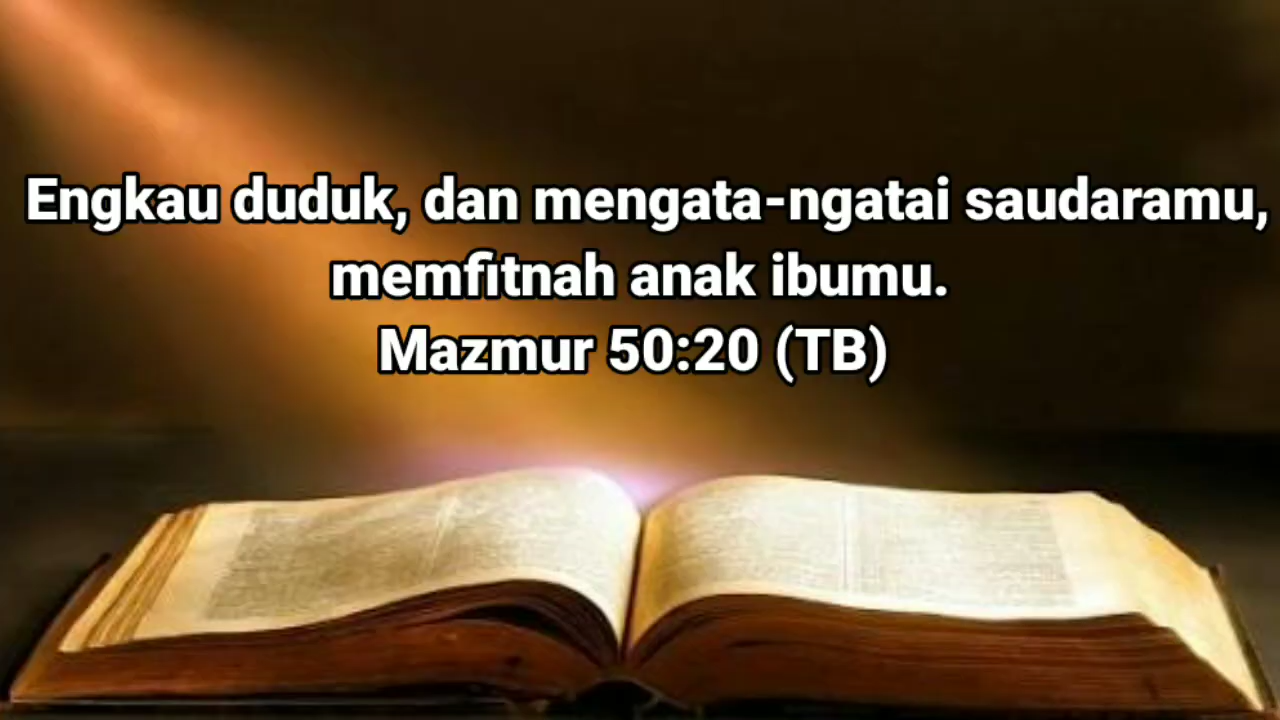 Engkau duduk, dan mengata-ngatai saudaramu,
memfitnah anak ibumu.
Mazmur 50:20 (TB)